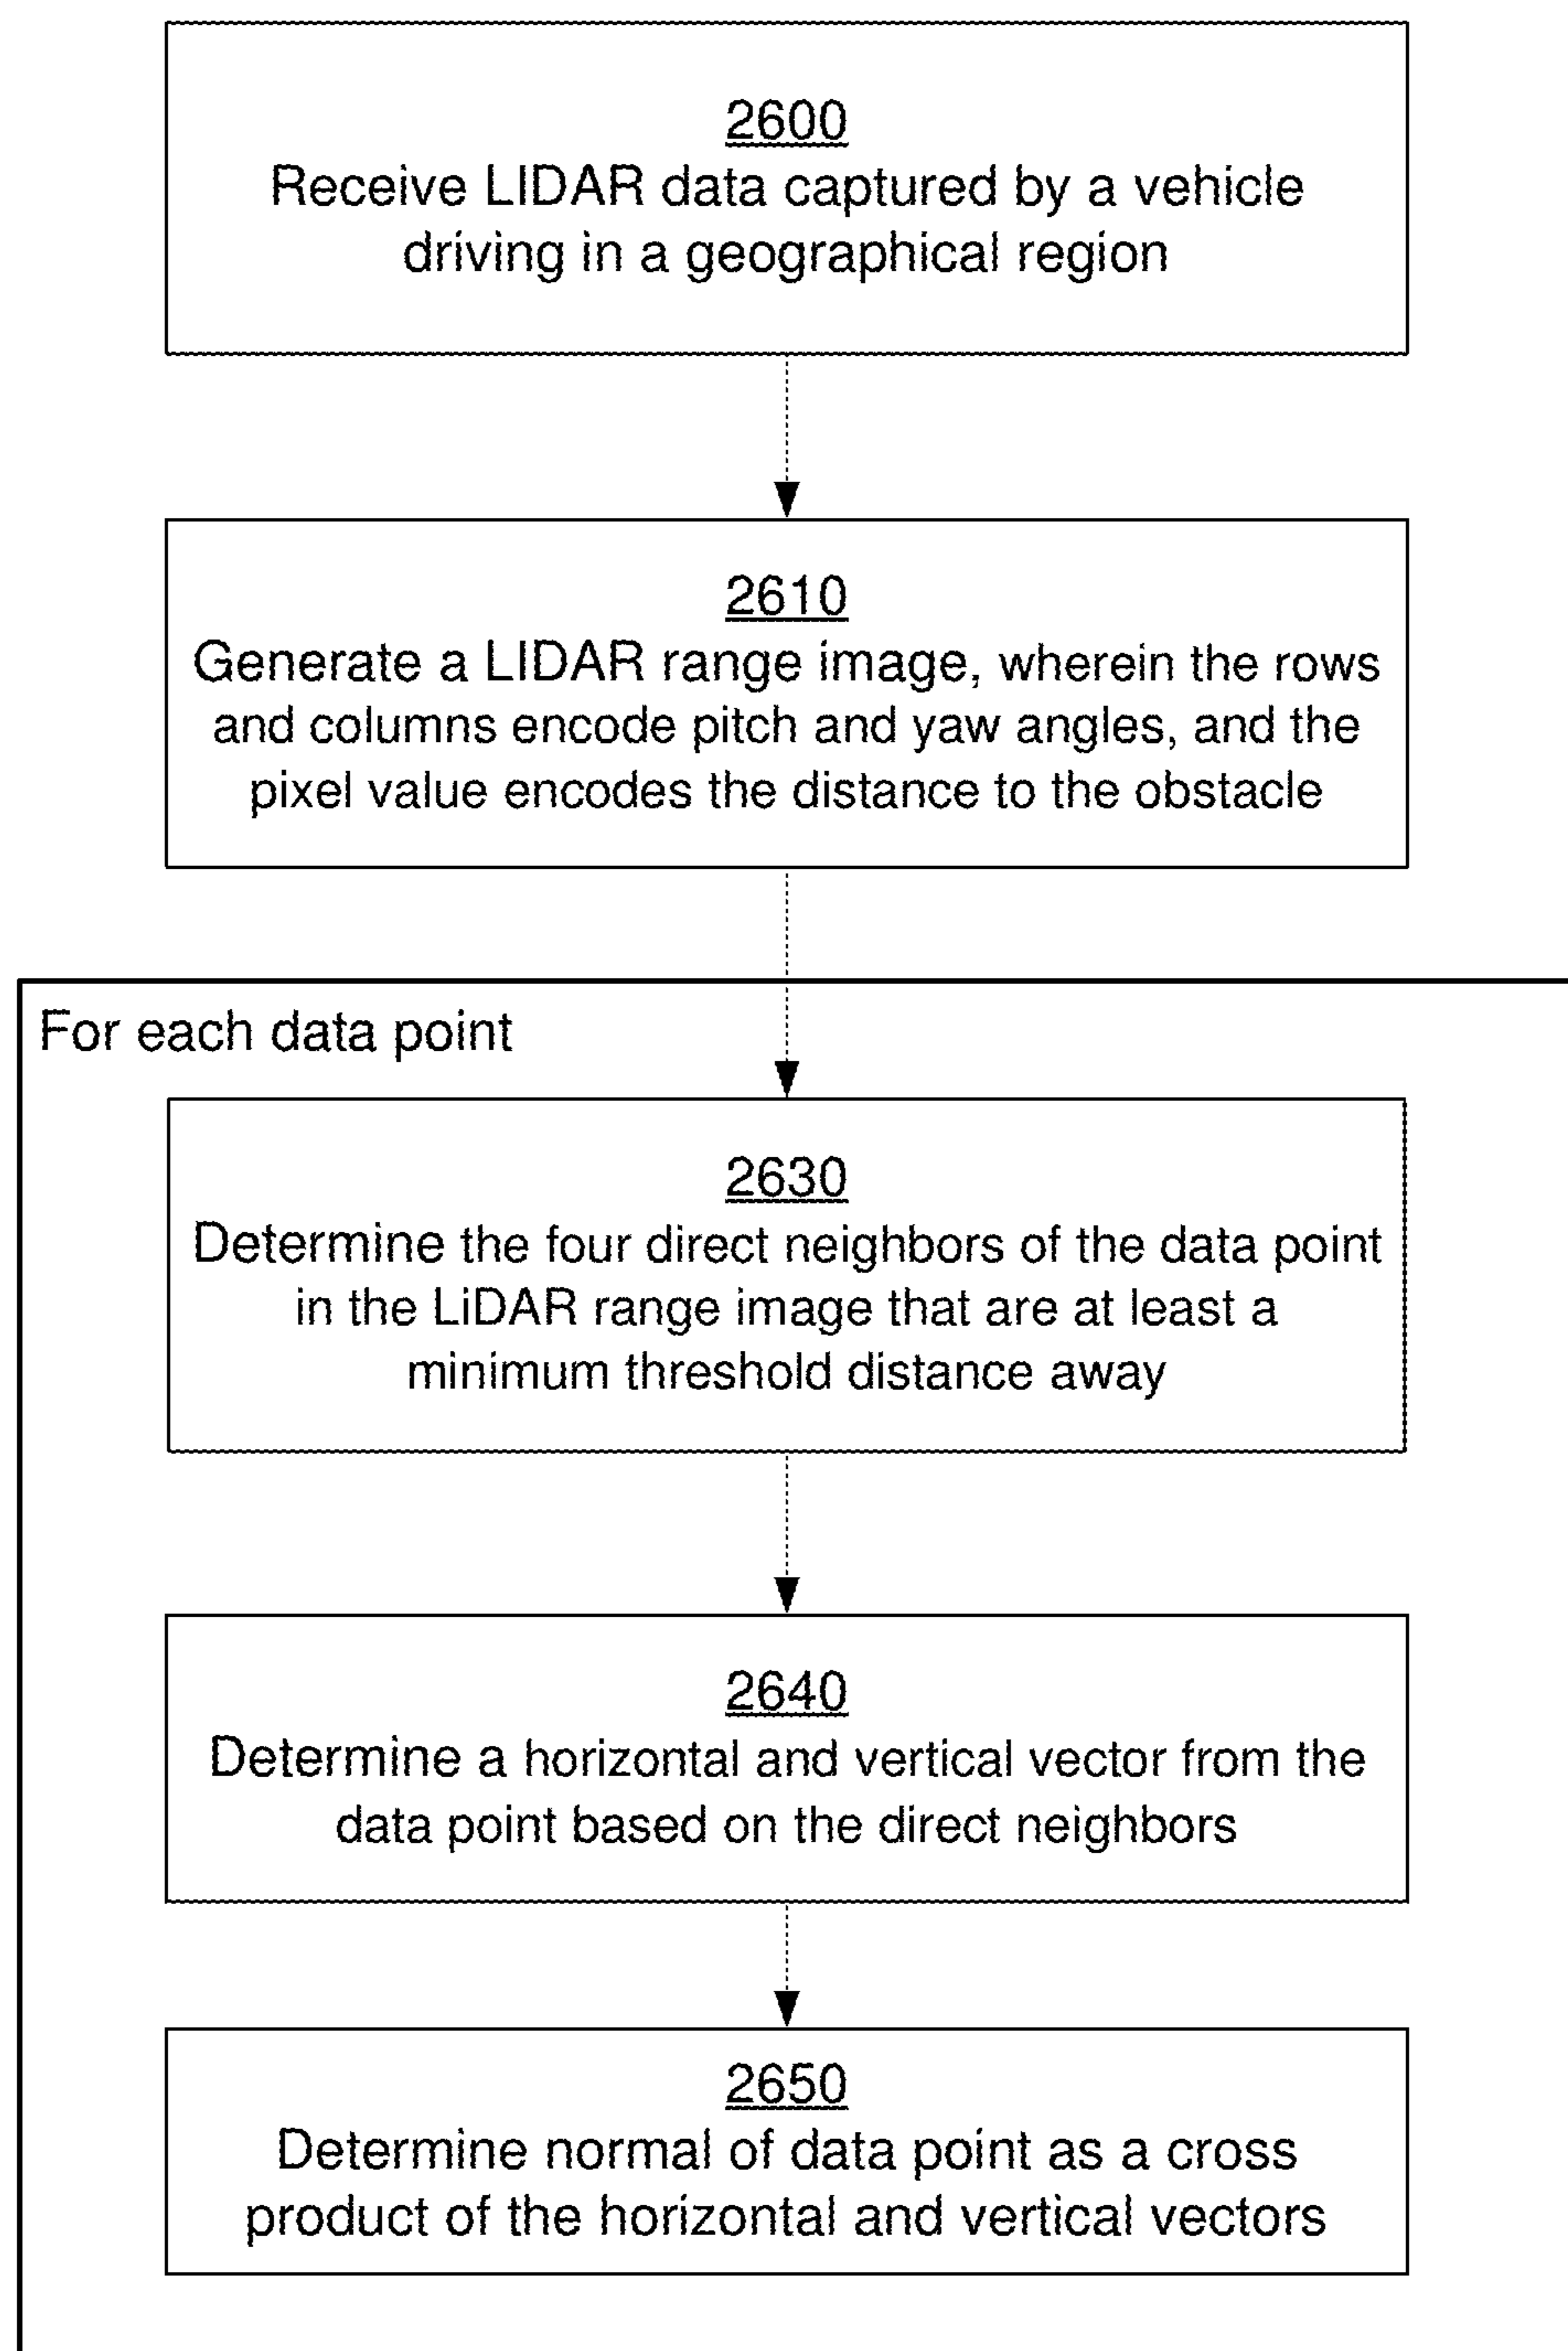 2600
Receive LIDAR data captured by a vehicle
driving in a geographical region
2610
Generate a LIDAR range image, wherein the rows
and columns encode pitch and yaw angles, and the
pixel value encodes the distance to the obstacle
For each data point
2630
Determine the four direct neighbors of the data point
in the LiDAR range image that are at least a
minimum threshold distance away
2640
Determine a horizontal and vertical vector from the
data point based on the direct neighbors
2650
Determine normal of data point as a cross
product of the horizontal and vertical vectors